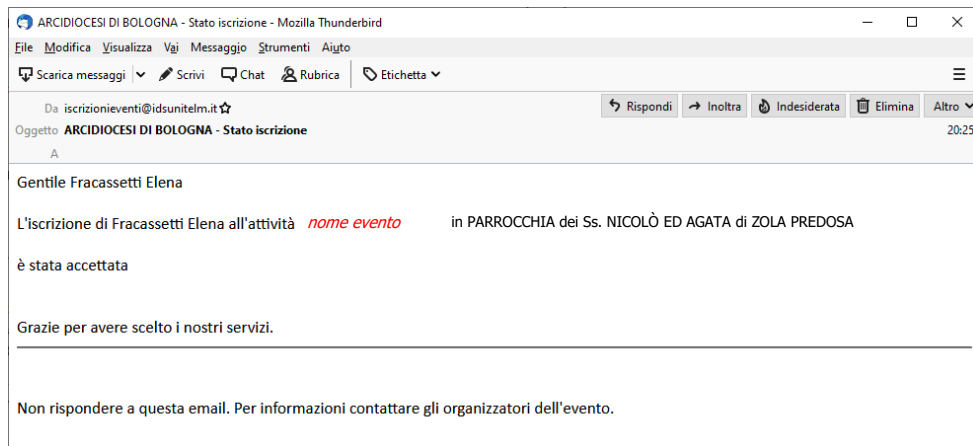 ARCIDIOCESI DI BOLOGNA - Stato iscrizione - Mozilla Thunderbird
File Modifica Visualizza Vai Messaggio Strumenti Aiuto
Scarica messaggi Scrivi Chat Rubrica Etichetta
Da iscrizionieventi@idsunitelm.it Rispondi Inoltra Indesiderata Elimina Altro
Oggetto ARCIDIOCESI DI BOLOGNA - Stato iscrizione 20:25
A
Gentile Fracassetti Elena
L'iscrizione di Fracassetti Elena all'attività nome evento in PARROCCHIA dei Ss. NICOLÒ ED AGATA di ZOLA PREDOSA
è stata accettata
Grazie per avere scelto i nostri servizi.
Non rispondere a questa email. Per informazioni contattare gli organizzatori dell'evento.